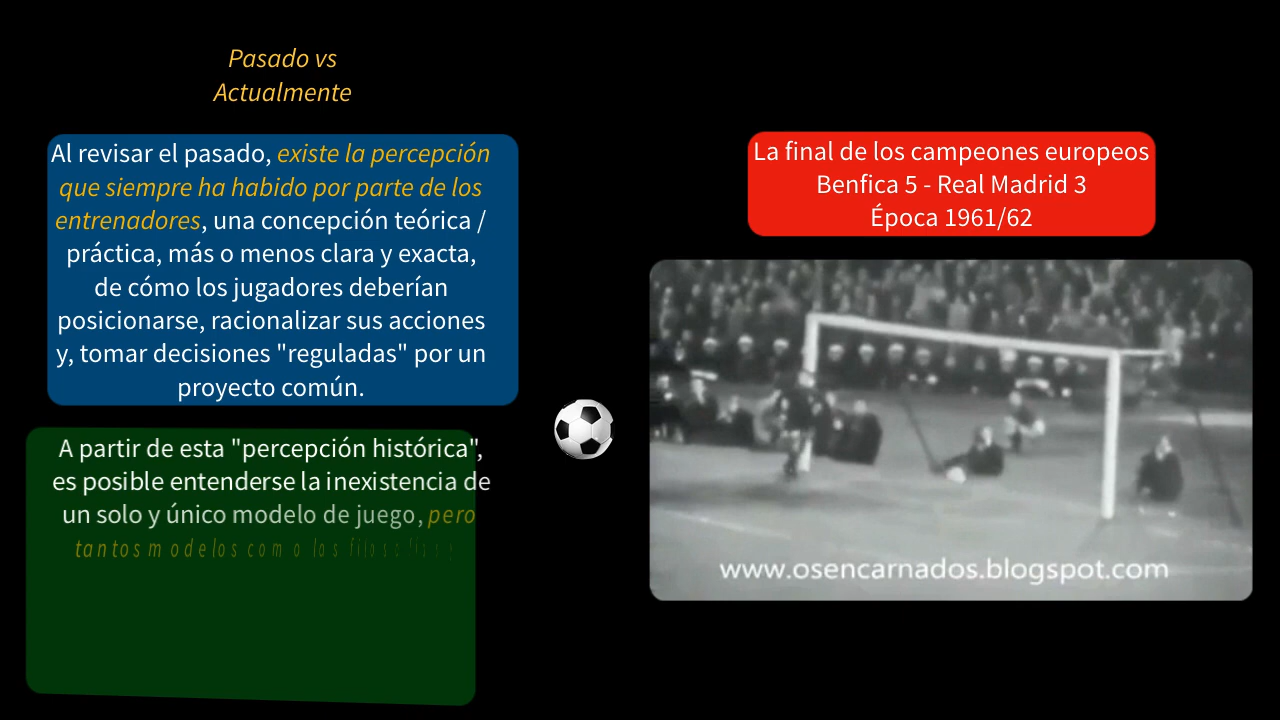 Pasado vs
Actualmente
Al revisar el pasado, existe la percepción
que siempre ha habido por parte de los
entrenadores, una concepción teórica /
práctica, más o menos clara y exacta,
de cómo los jugadores deberían
posicionarse, racionalizar sus acciones
y, tomar decisiones "reguladas" por un
proyecto común.
A partir de esta "percepción histórica",
es posible entenderse la inexistencia de
un solo y único modelo de juego, pero
tantos modelos como las
La final de los campeones europeos
Benfica 5 - Real Madrid 3
Época 1961/62
www.osencarnados.blogspot.com